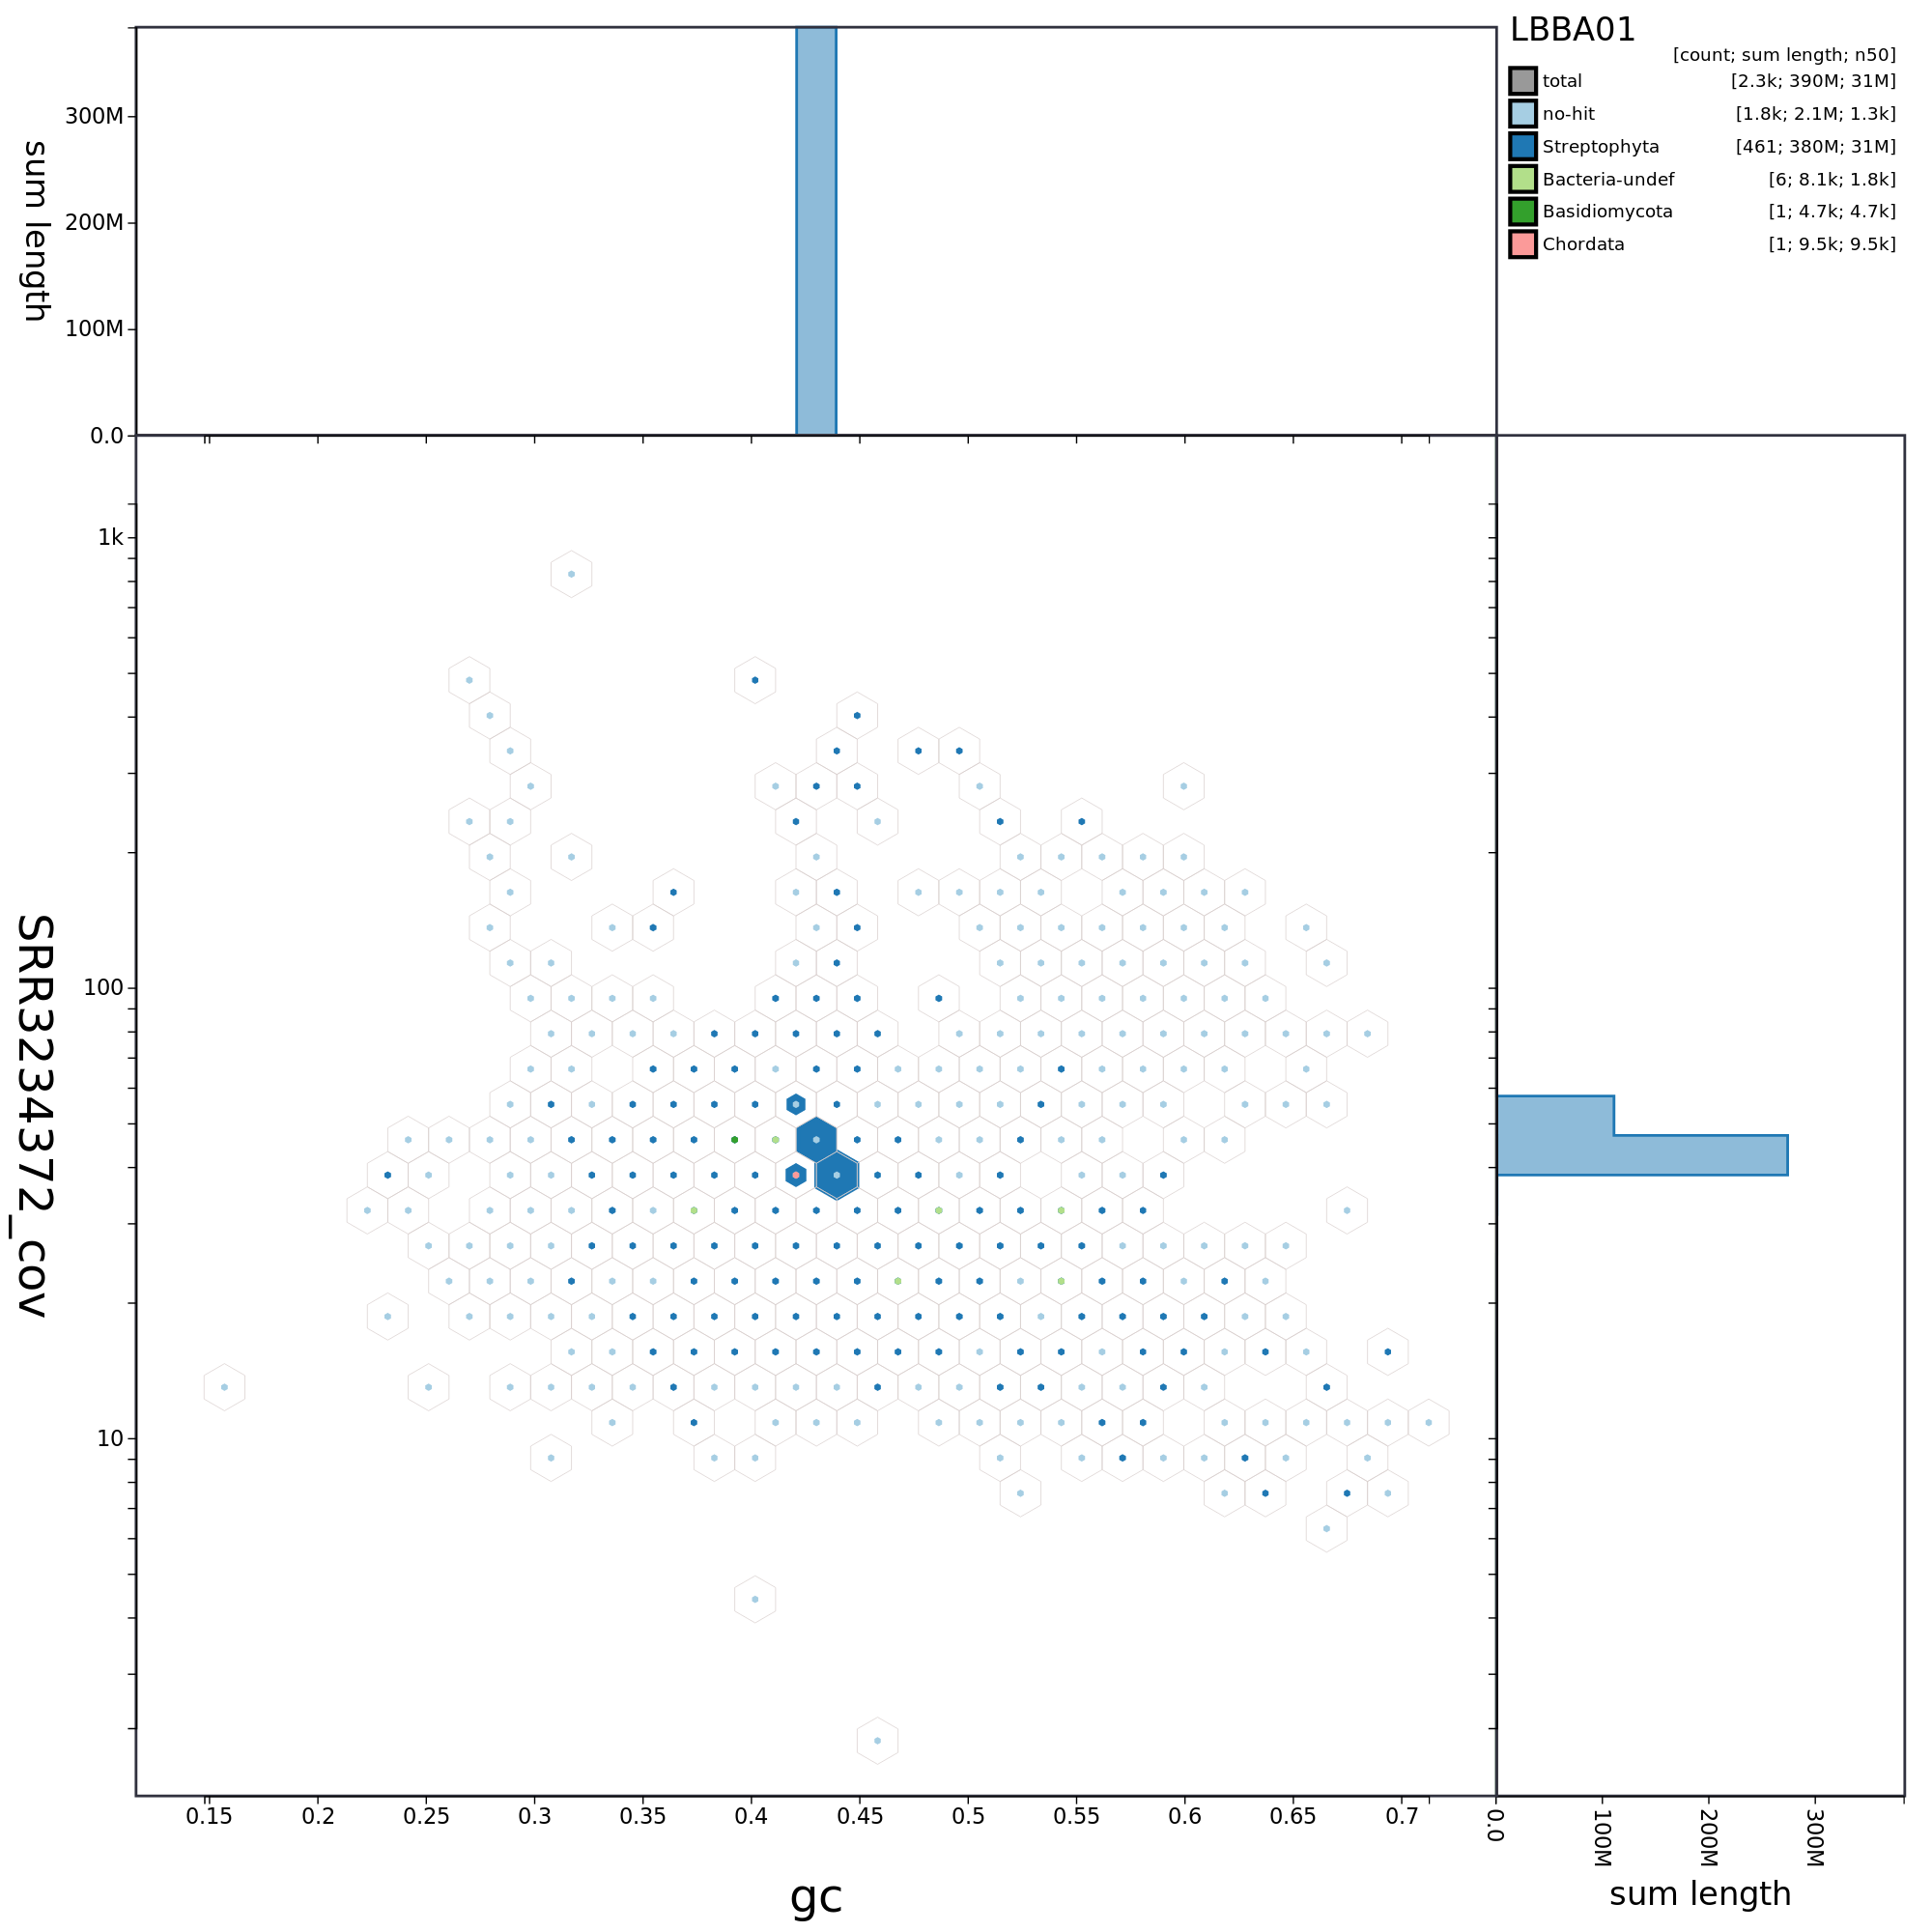 LBBA01
[count; sum length; n50]
total [2.3k; 390M; 31M]
no-hit [1.8k; 2.1M; 1.3k]
Streptophyta [461; 380M; 31M]
Bacteria-undef [6; 8.1k; 1.8k]
Basidiomycota [1; 4.7k; 4.7k]
Chordata [1; 9.5k; 9.5k]
sum length
300M
200M
100M
0.0
SRR3234372_cov
1k
100
10
0.15 0.2 0.25 0.3 0.35 0.4 0.45 0.5 0.55 0.6 0.65 0.7
gc
0.0 100M 200M 300M
sum length